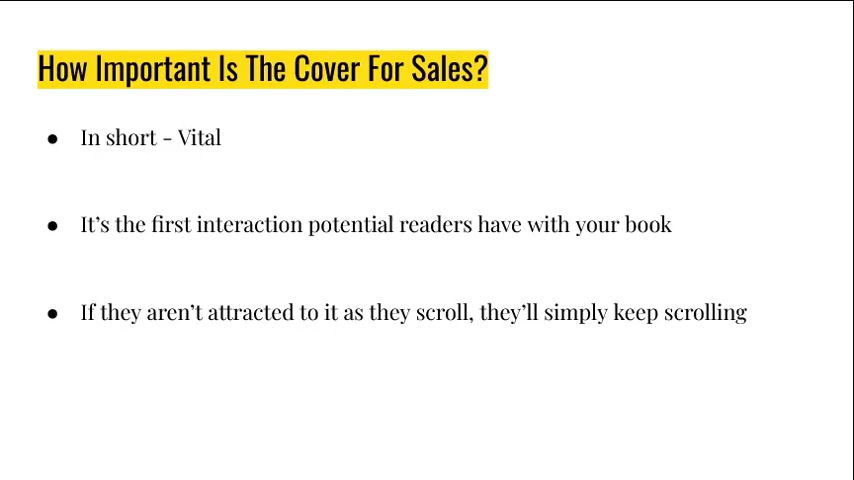 How Important Is The Cover For Sales?
● In short - Vital
● It’s the first interaction potential readers have with your book
● If they aren’t attracted to it as they scroll, they’ll simply keep scrolling